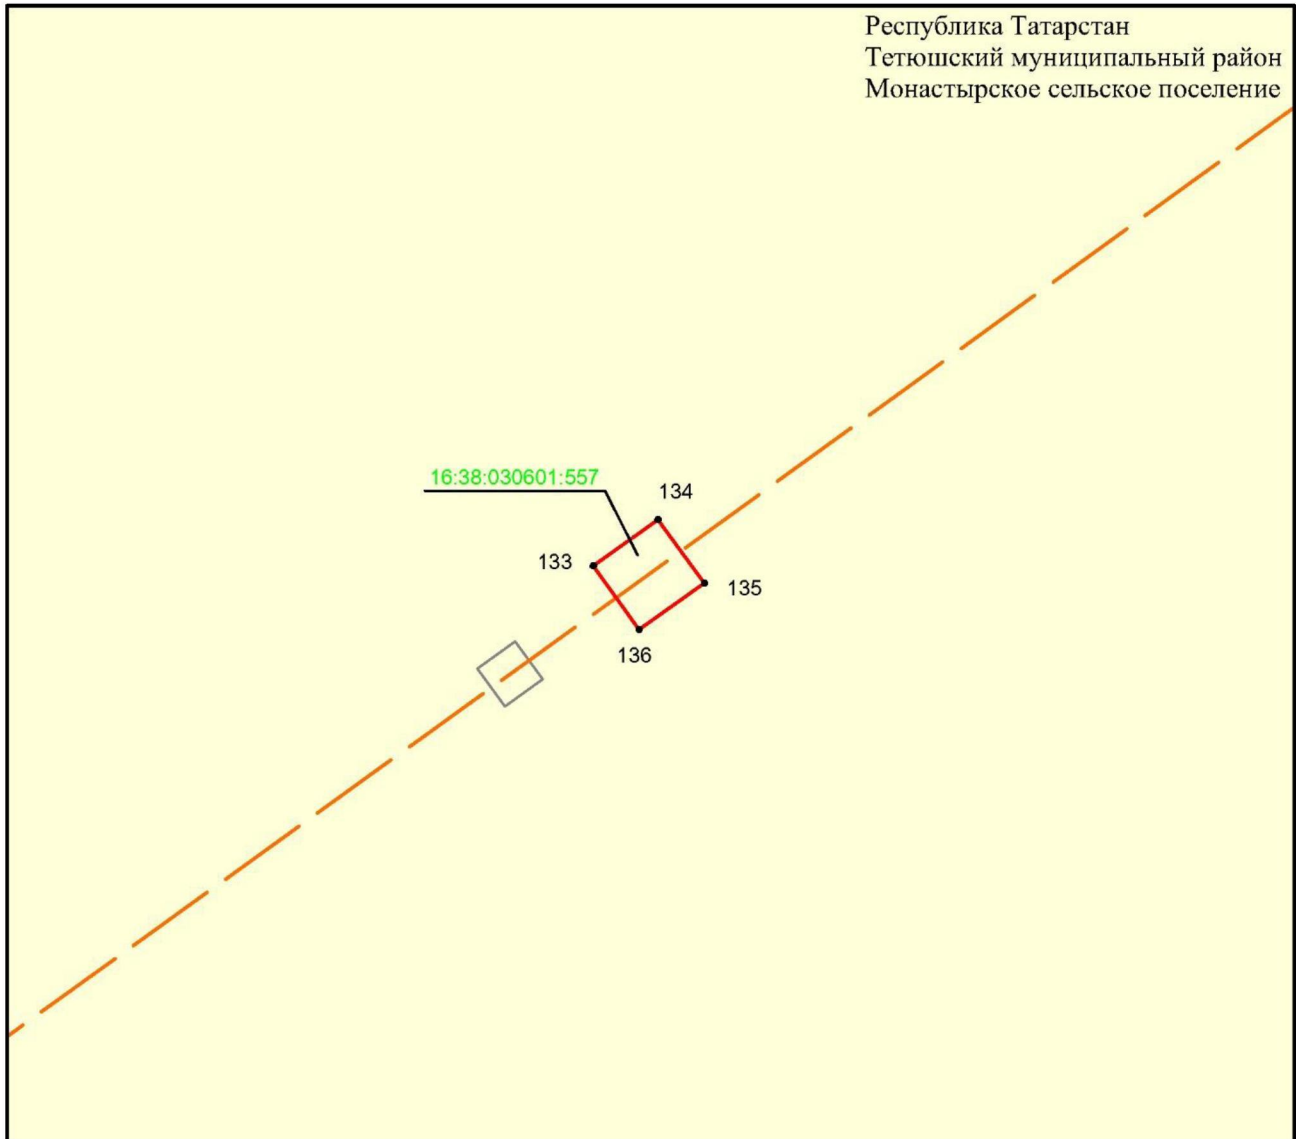 Республика Татарстан
Тетюшский муниципальный район
Монастырское сельское поселение
16:38:030601:557
134
133
135
136